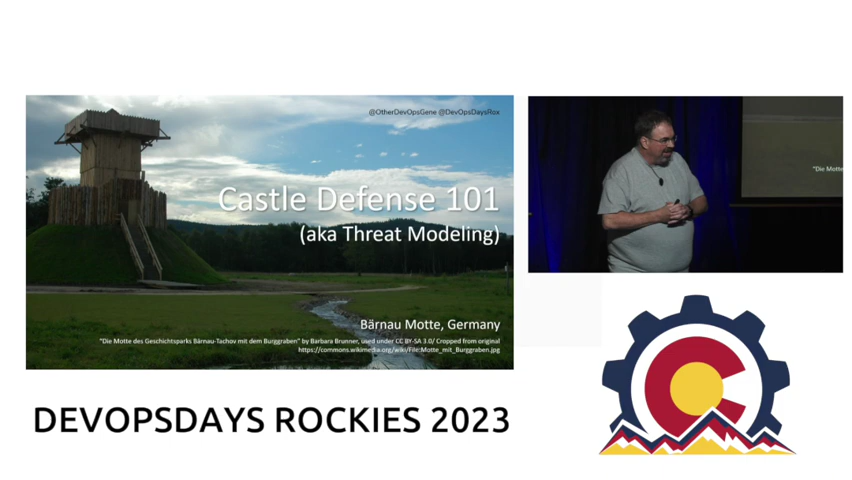 @OtherDevOpsGene @DevOpsDaysRox
Castle Defense 101
(aka Threat Modeling)
Bärnau Motte, Germany
"Die Motte des Geschichtsparks Bärnau-Tachov mit dem Burggraben" by Barbara Brunner, used under CC BY-SA 3.0/ Cropped from original
https://commons.wikimedia.org/wiki/File:Motte_mit_Burggraben.jpg
"Die Motte
DEVOPSDAYS ROCKIES 2023